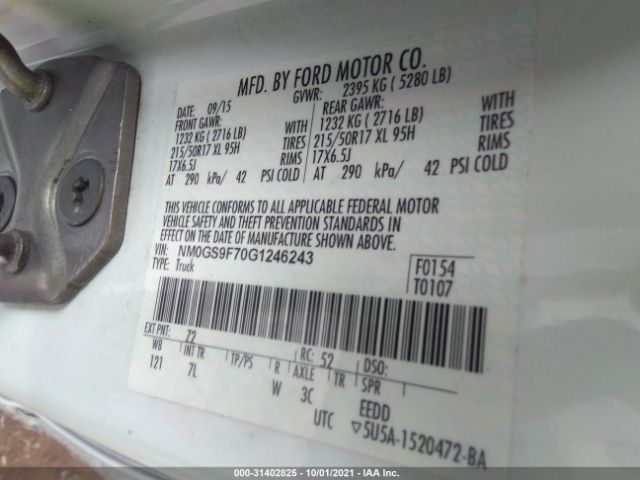 MFD. BY FORD MOTOR CO.
DATE: 09/15 GVWR: 2395 KG ( 5280 LB)
FRONT GAWR: REAR GAWR:
1232 KG ( 2716 LB) WITH 1232 KG ( 2716 LB) WITH
215/50R17 XL 95H TIRES 215/50R17 XL 95H TIRES
17X6.5J RIMS 17X6.5J RIMS
AT 290 kPa/ 42 PSI COLD AT 290 kPa/ 42 PSI COLD
THIS VEHICLE CONFORMS TO ALL APPLICABLE FEDERAL MOTOR
VEHICLE SAFETY AND THEFT PREVENTION STANDARDS IN
EFFECT ON THE DATE OF MANUFACTURE SHOWN ABOVE.
VIN: NM0GS9F70G1246243 F0154
TYPE: Truck T0107
EXT PNT: 72 RC: 52 DSO:
WB INT TR TP/PS R AXLE TR SPR
121 7L W 3C EEDD
UTC ▽5U5A-1520472-BA
000-31402825 - 10/01/2021 - IAA Inc.